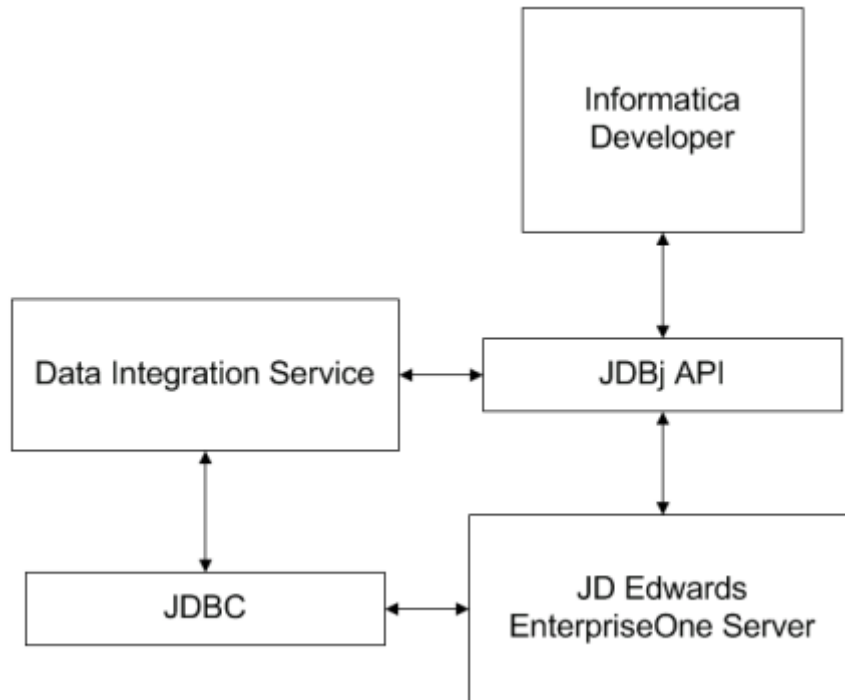 Informatica
Developer
Data Integration Service
JDBj API
JDBC
JD Edwards
EnterpriseOne Server